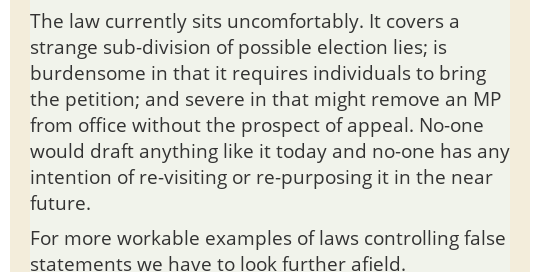 The law currently sits uncomfortably. It covers a
strange sub-division of possible election lies; is
burdensome in that it requires individuals to bring
the petition; and severe in that might remove an MP
from office without the prospect of appeal. No-one
would draft anything like it today and no-one has any
intention of re-visiting or re-purposing it in the near
future.
For more workable examples of laws controlling false
statements we have to look further afield.